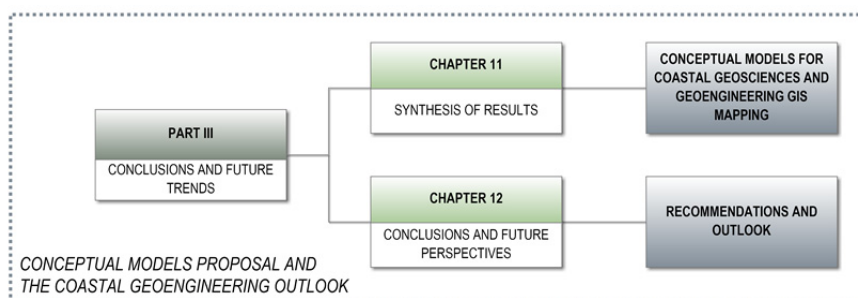 PART III
CONCLUSIONS AND FUTURE
TRENDS
CHAPTER 11
SYNTHESIS OF RESULTS
CONCEPTUAL MODELS FOR
COASTAL GEOSCIENCES AND
GEOENGINEERING GIS
MAPPING
CHAPTER 12
CONCLUSIONS AND FUTURE
PERSPECTIVES
RECOMMENDATIONS AND
OUTLOOK
CONCEPTUAL MODELS PROPOSAL AND
THE COASTAL GEOENGINEERING OUTLOOK